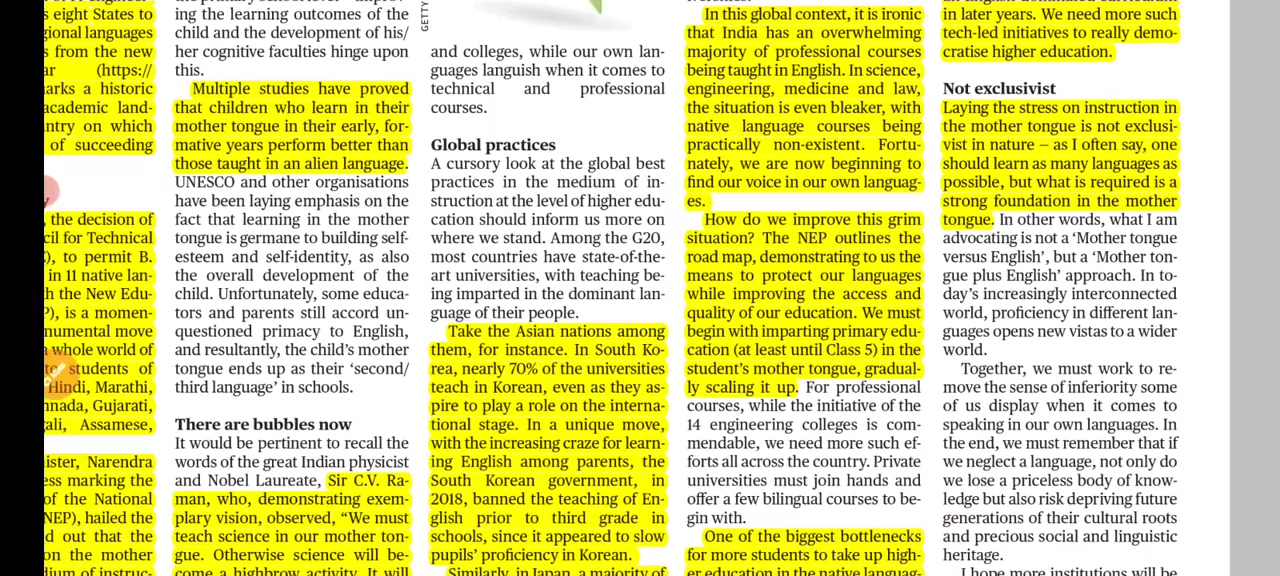 s eight States to
gional languages
s from the new
ar (https://
arks a historic
academic land-
ntry on which
of succeeding
y
, the decision of
cil for Technical
), to permit B.
in 11 native lan-
h the New Edu-
P), is a momen-
numental move
a whole world of
to students of
Hindi, Marathi,
nnada, Gujarati,
gali, Assamese,
ister, Narendra
ess marking the
of the National
NEP), hailed the
d out that the
on the mother
dium of instruc-
ing the learning outcomes of the
child and the development of his/
her cognitive faculties hinge upon
this.
Multiple studies have proved
that children who learn in their
mother tongue in their early, for-
mative years perform better than
those taught in an alien language.
UNESCO and other organisations
have been laying emphasis on the
fact that learning in the mother
tongue is germane to building self-
esteem and self-identity, as also
the overall development of the
child. Unfortunately, some educa-
tors and parents still accord un-
questioned primacy to English,
and resultantly, the child's mother
tongue ends up as their 'second/
third language' in schools.
There are bubbles now
It would be pertinent to recall the
words of the great Indian physicist
and Nobel Laureate, Sir C.V. Ra-
man, who, demonstrating exem-
plary vision, observed, "We must
teach science in our mother ton-
gue. Otherwise science will be-
come a highbrow activity. It will
GETTY
and colleges, while our own lan-
guages languish when it comes to
technical and professional
courses.
Global practices
A cursory look at the global best
practices in the medium of in-
struction at the level of higher edu-
cation should inform us more on
where we stand. Among the G20,
most countries have state-of-the-
art universities, with teaching be-
ing imparted in the dominant lan-
guage of their people.
Take the Asian nations among
them, for instance. In South Ko-
rea, nearly 70% of the universities
teach in Korean, even as they as-
pire to play a role on the interna-
tional stage. In a unique move,
with the increasing craze for learn-
ing English among parents, the
South Korean government, in
2018, banned the teaching of En-
glish prior to third grade in
schools, since it appeared to slow
pupils' proficiency in Korean.
Similarly, in Japan, a majority of
In this global context, it is ironic
that India has an overwhelming
majority of professional courses
being taught in English. In science,
engineering, medicine and law,
the situation is even bleaker, with
native language courses being
practically non-existent. Fortu-
nately, we are now beginning to
find our voice in our own languag-
es.
How do we improve this grim
situation? The NEP outlines the
road map, demonstrating to us the
means to protect our languages
while improving the access and
quality of our education. We must
begin with imparting primary edu-
cation (at least until Class 5) in the
student's mother tongue, gradual-
ly scaling it up. For professional
courses, while the initiative of the
14 engineering colleges is com-
mendable, we need more such ef-
forts all across the country. Private
universities must join hands and
offer a few bilingual courses to be-
gin with.
One of the biggest bottlenecks
for more students to take up high-
er education in the native languag-
in later years. We need more such
tech-led initiatives to really demo-
cratise higher education.
Not exclusivist
Laying the stress on instruction in
the mother tongue is not exclusi-
vist in nature – as I often say, one
should learn as many languages as
possible, but what is required is a
strong foundation in the mother
tongue. In other words, what I am
advocating is not a 'Mother tongue
versus English', but a 'Mother ton-
gue plus English' approach. In to-
day's increasingly interconnected
world, proficiency in different lan-
guages opens new vistas to a wider
world.
Together, we must work to re-
move the sense of inferiority some
of us display when it comes to
speaking in our own languages. In
the end, we must remember that if
we neglect a language, not only do
we lose a priceless body of know-
ledge but also risk depriving future
generations of their cultural roots
and precious social and linguistic
heritage.
I hope more institutions will be